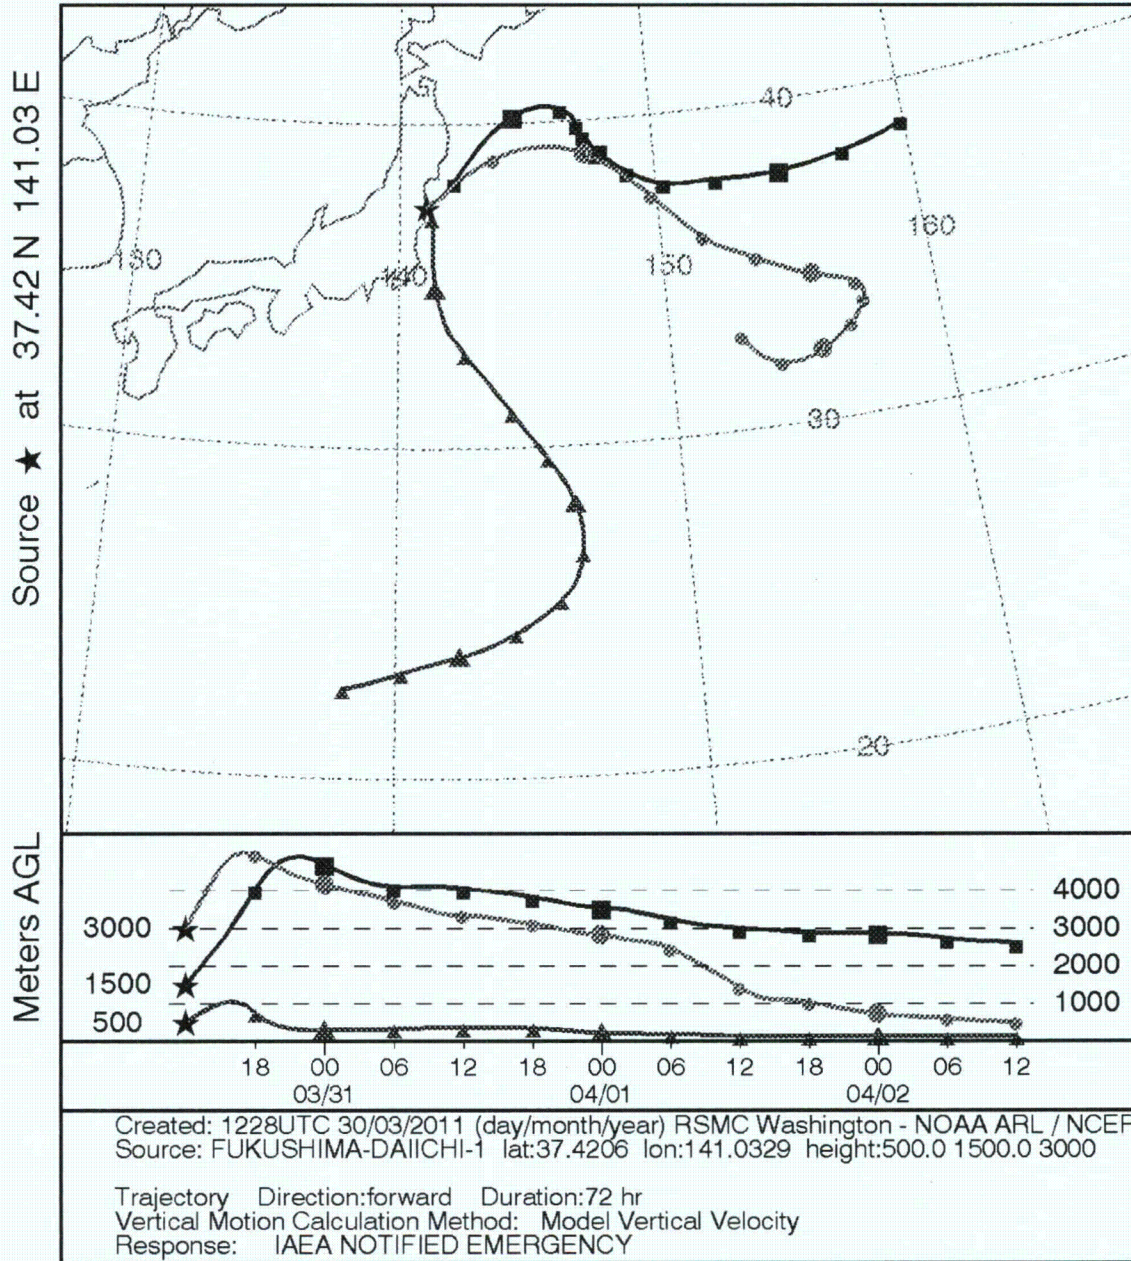 Source ★ at 37.42 N 141.03 E
40
160
130
140
150
30
20
Meters AGL
3000
1500
500
4000
3000
2000
1000
18 00 06 12 18 00 06 12 18 00 06 12
03/31 04/01 04/02
Created: 1228UTC 30/03/2011 (day/month/year) RSMC Washington - NOAA ARL / NCEP
Source: FUKUSHIMA-DAIICHI-1 lat:37.4206 lon:141.0329 height:500.0 1500.0 3000
Trajectory Direction:forward Duration:72 hr
Vertical Motion Calculation Method: Model Vertical Velocity
Response: IAEA NOTIFIED EMERGENCY